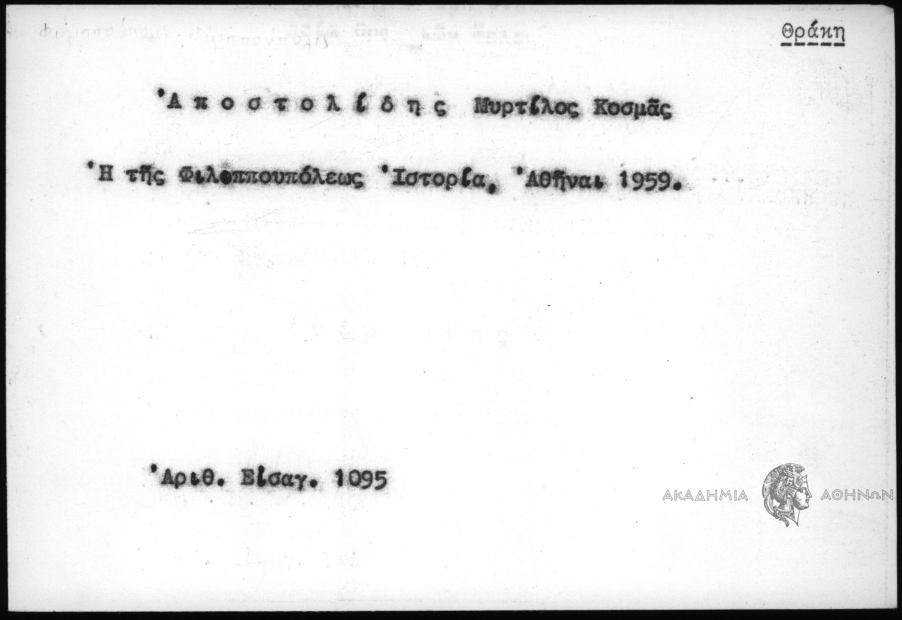 Θράκη
Ἀποστολίδης Μυρτίλος Κοσμᾶς
Ἡ τῆς Φιλιππουπόλεως Ἱστορία, Ἀθῆναι 1959.
Ἀριθ. Εἰσαγ. 1095
ΑΚΑΔΗΜΙΑ ΑΘΗΝΩΝ